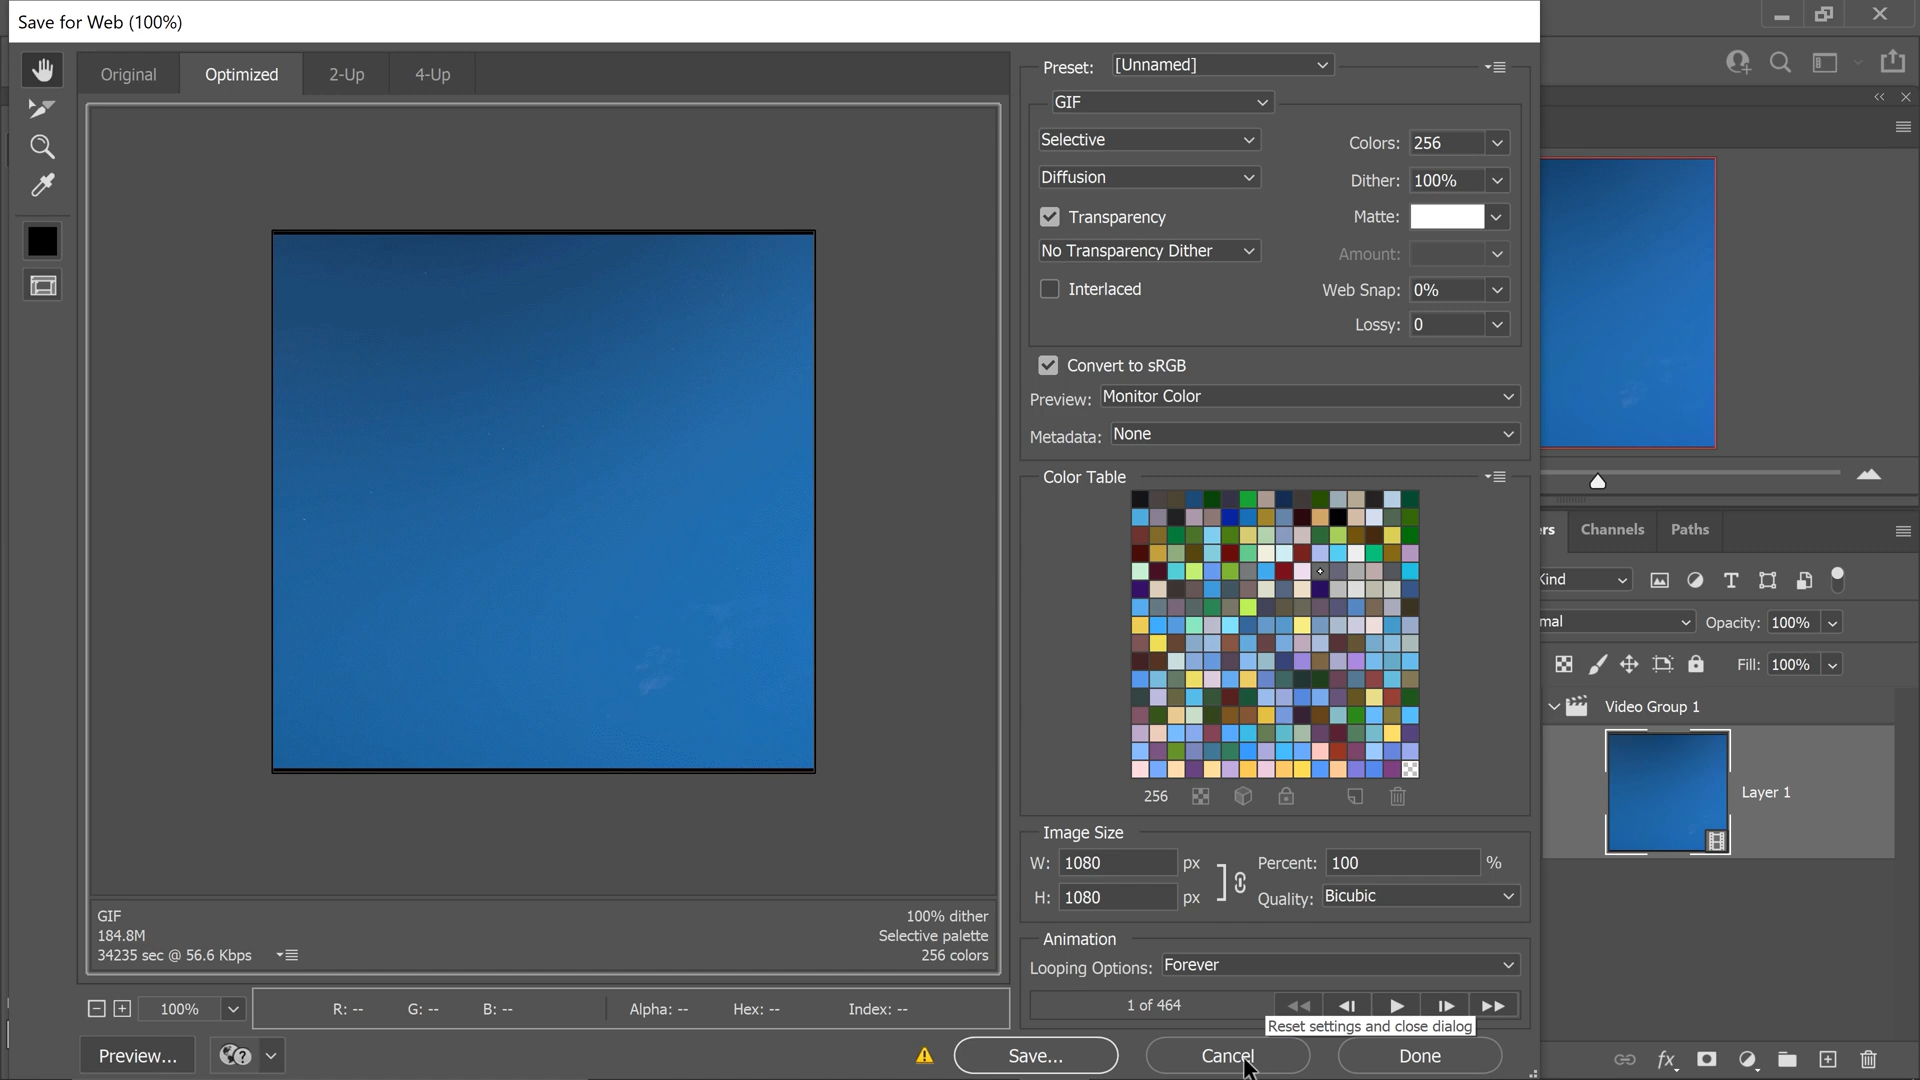 Save for Web (100%)
Original
Optimized
2-Up
4-Up
Preset:
[Unnamed]
GIF
Selective
Colors:
256
Diffusion
Dither:
100%
Transparency
Matte:
No Transparency Dither
Amount:
Interlaced
Web Snap:
0%
Lossy:
0
Convert to sRGB
Preview:
Monitor Color
Metadata:
None
Color Table
256
Image Size
W:
1080
px
Percent:
100
%
H:
1080
px
Quality:
Bicubic
Animation
Looping Options:
Forever
1 of 464
Reset settings and close dialog
GIF
184.8M
34235 sec @ 56.6 Kbps
100% dither
Selective palette
256 colors
100%
R: --
G: --
B: --
Alpha: --
Hex: --
Index: --
Preview...
Save...
Cancel
Done
ers
Channels
Paths
Kind
mal
Opacity:
100%
Fill:
100%
Video Group 1
Layer 1